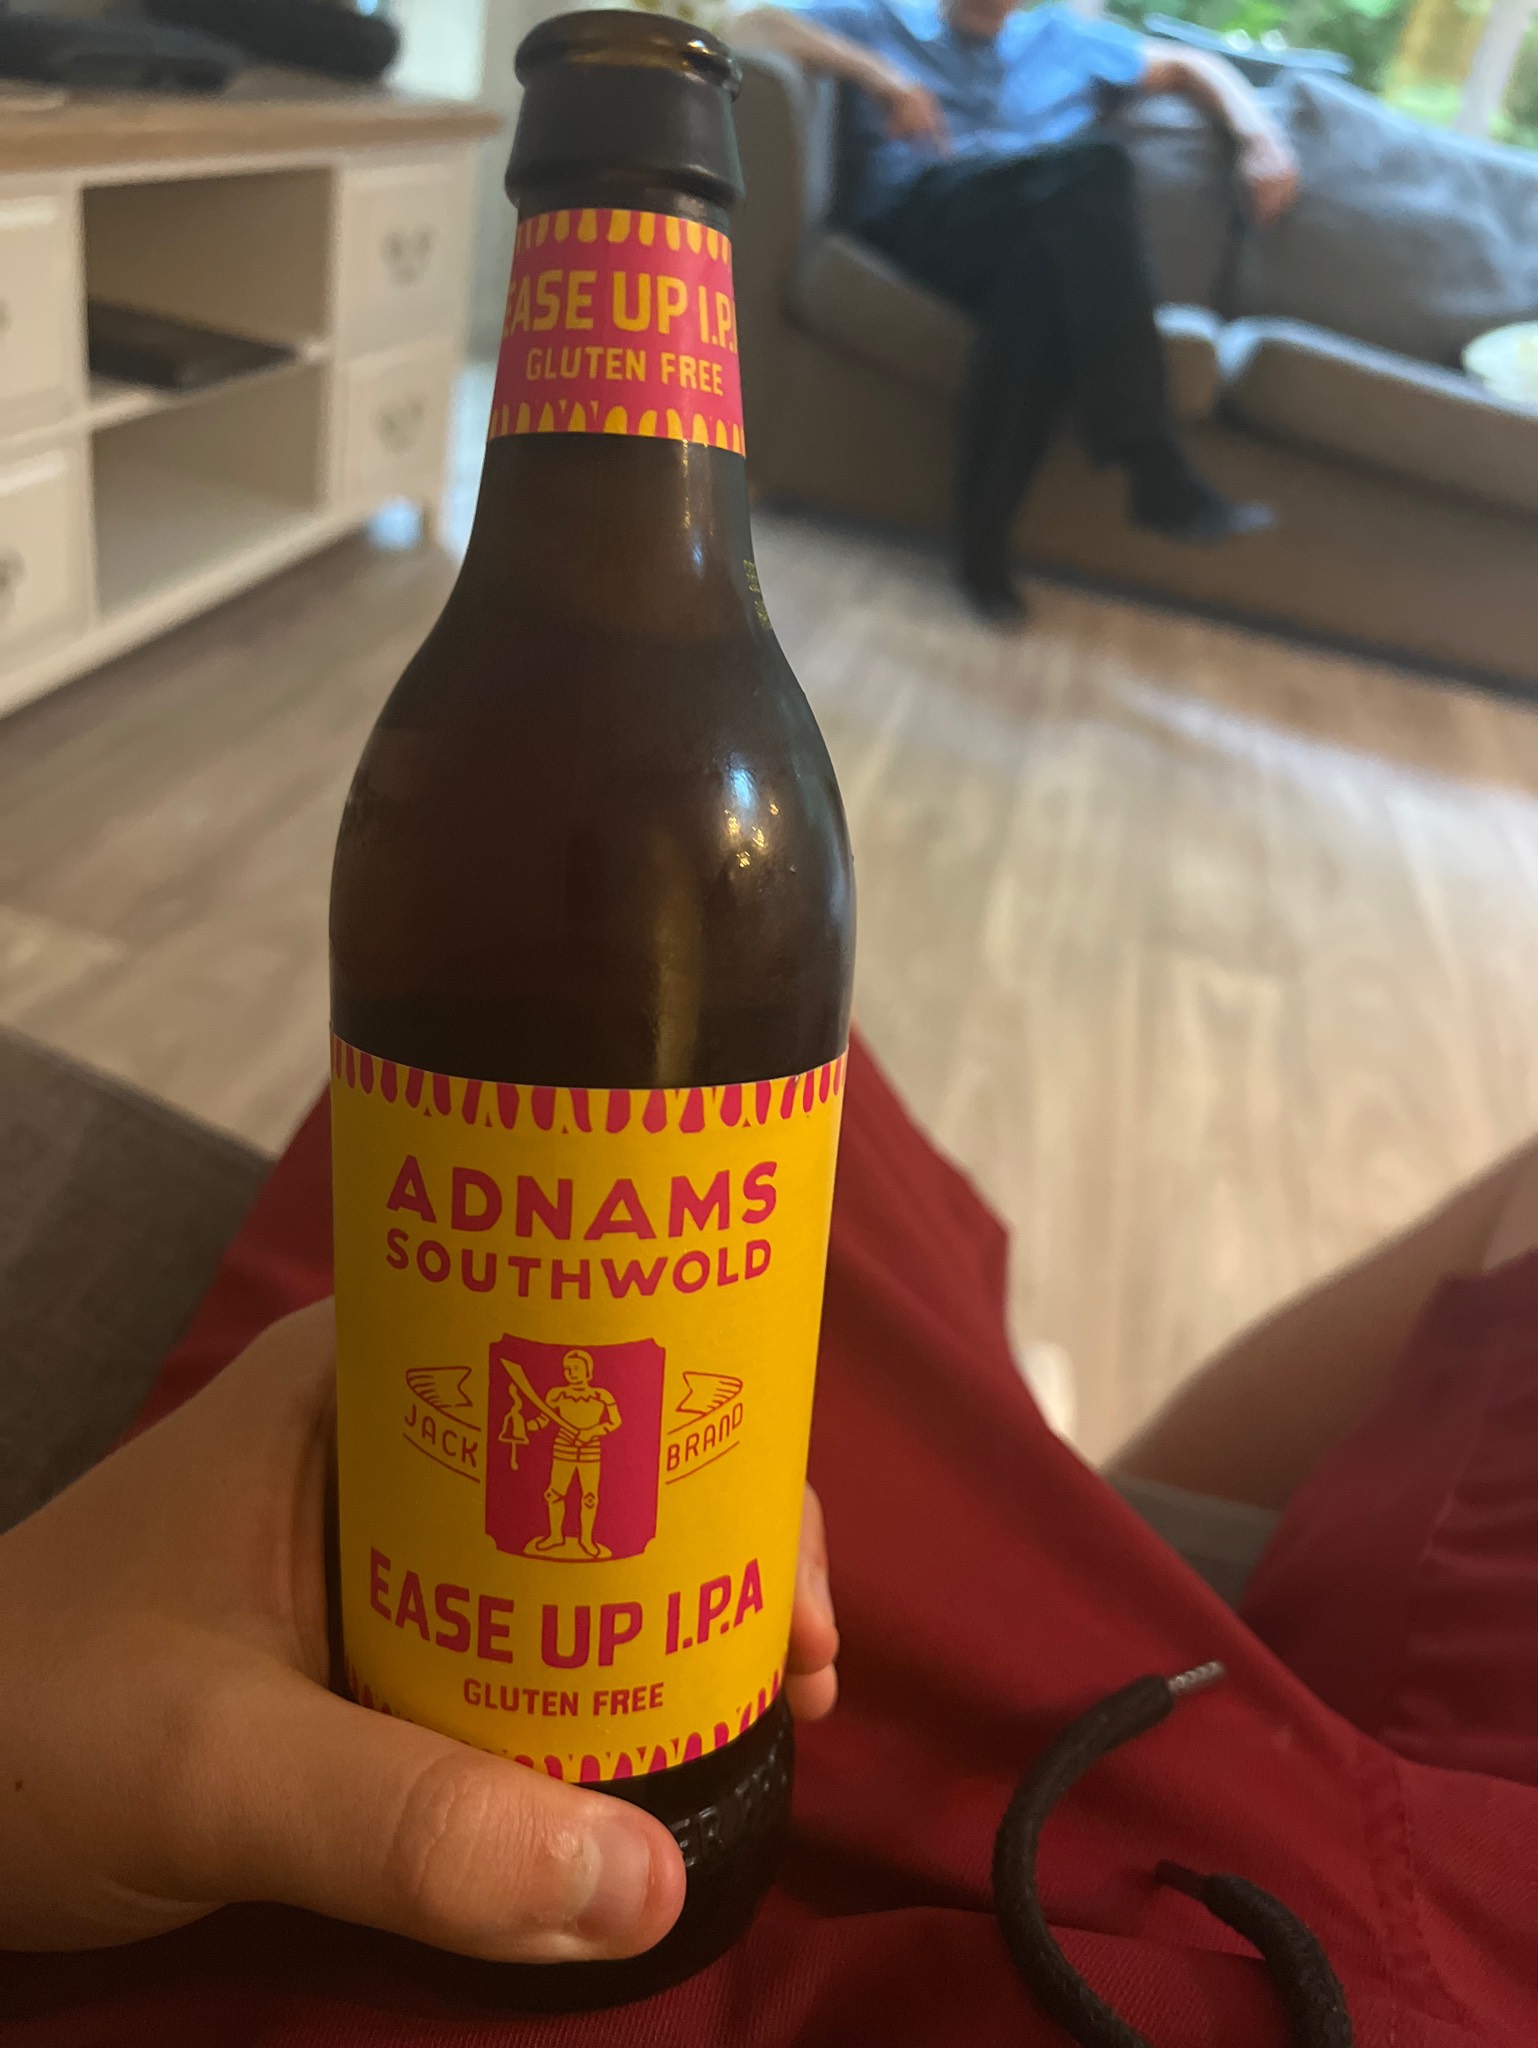 EASE UP I.P.
GLUTEN FREE
ADNAMS
SOUTHWOLD
JACK BRAND
EASE UP I.P.A
GLUTEN FREE